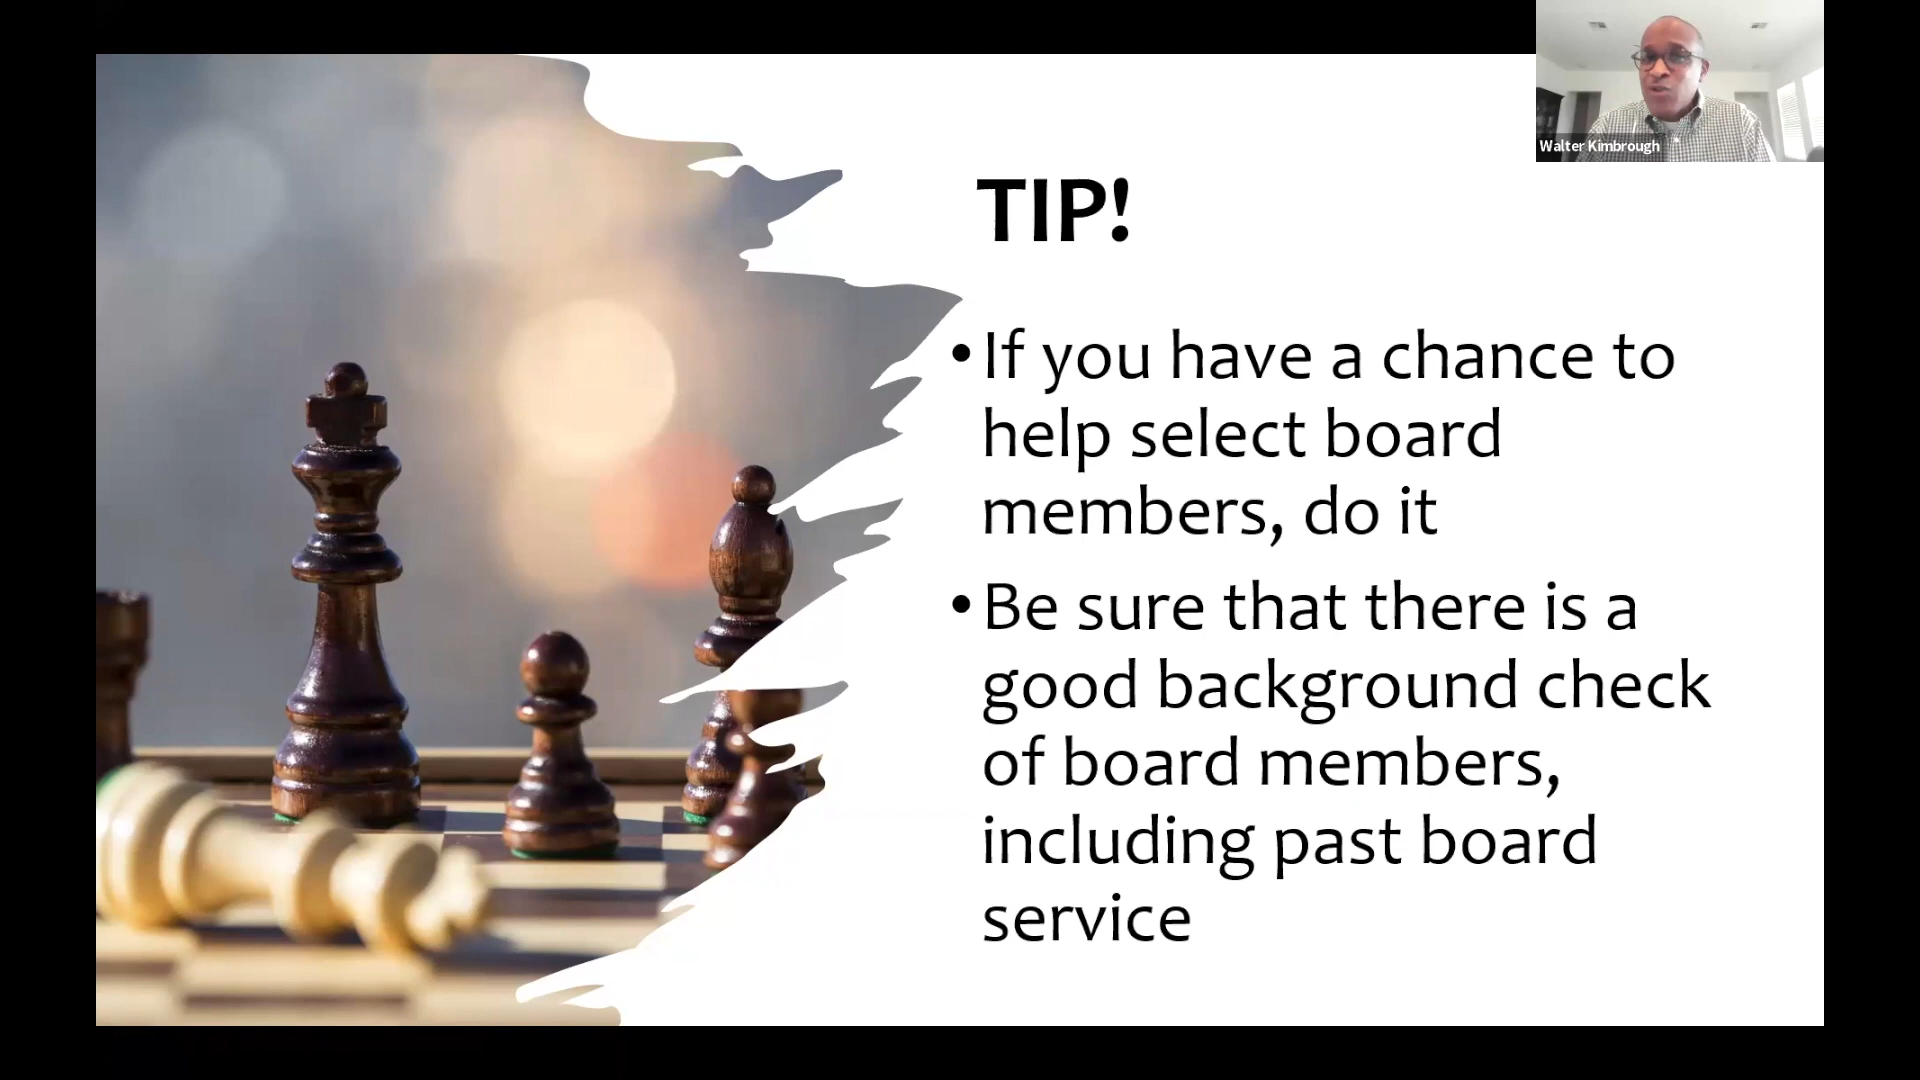 Walter Kimbrough
TIP!
• If you have a chance to
help select board
members, do it
• Be sure that there is a
good background check
of board members,
including past board
service